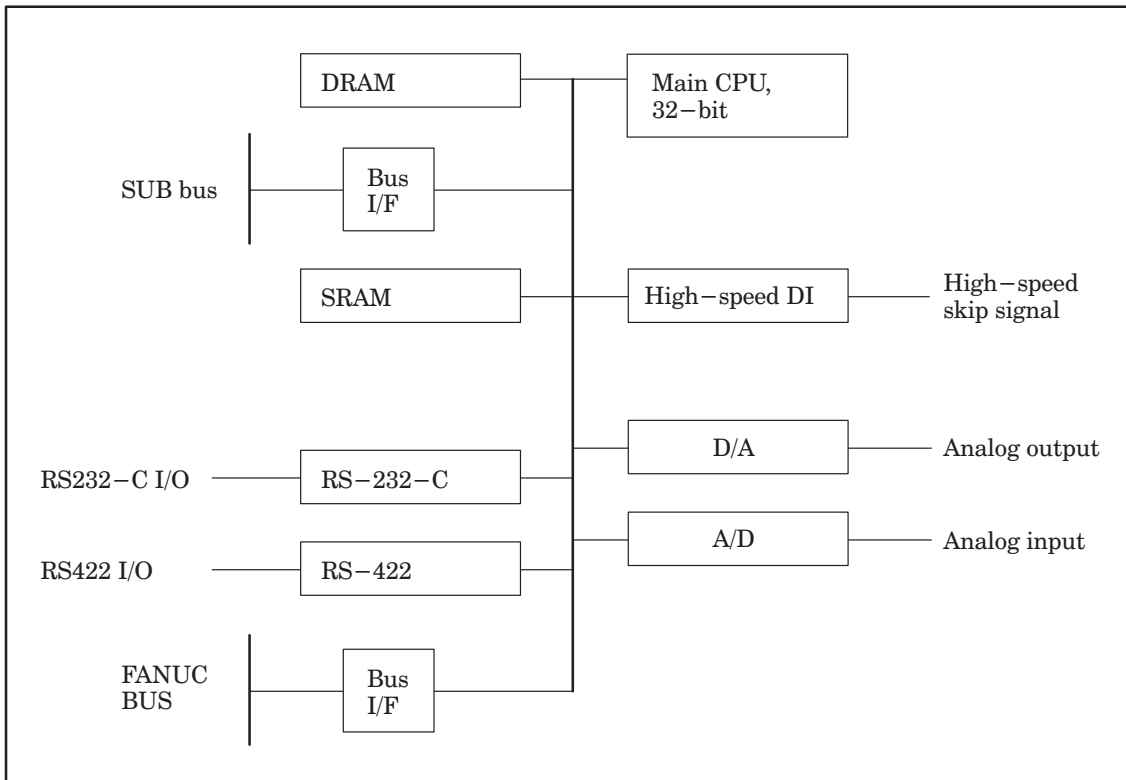 DRAM
Main CPU,
32−bit
SUB bus
Bus
I/F
SRAM
High−speed DI
High−speed
skip signal
D/A
Analog output
RS232−C I/O
RS−232−C
A/D
Analog input
RS422 I/O
RS−422
FANUC
BUS
Bus
I/F